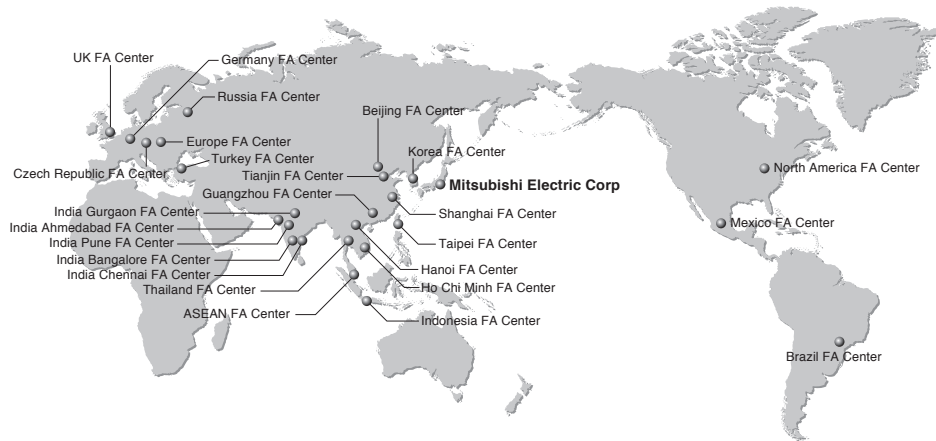 UK FA Center
Germany FA Center
Russia FA Center
Beijing FA Center
Europe FA Center
Korea FA Center
Turkey FA Center
Czech Republic FA Center
Tianjin FA Center
North America FA Center
Mitsubishi Electric Corp
Guangzhou FA Center
India Gurgaon FA Center
Shanghai FA Center
India Ahmedabad FA Center
Mexico FA Center
India Pune FA Center
Taipei FA Center
India Bangalore FA Center
Hanoi FA Center
India Chennai FA Center
Ho Chi Minh FA Center
Thailand FA Center
ASEAN FA Center
Indonesia FA Center
Brazil FA Center